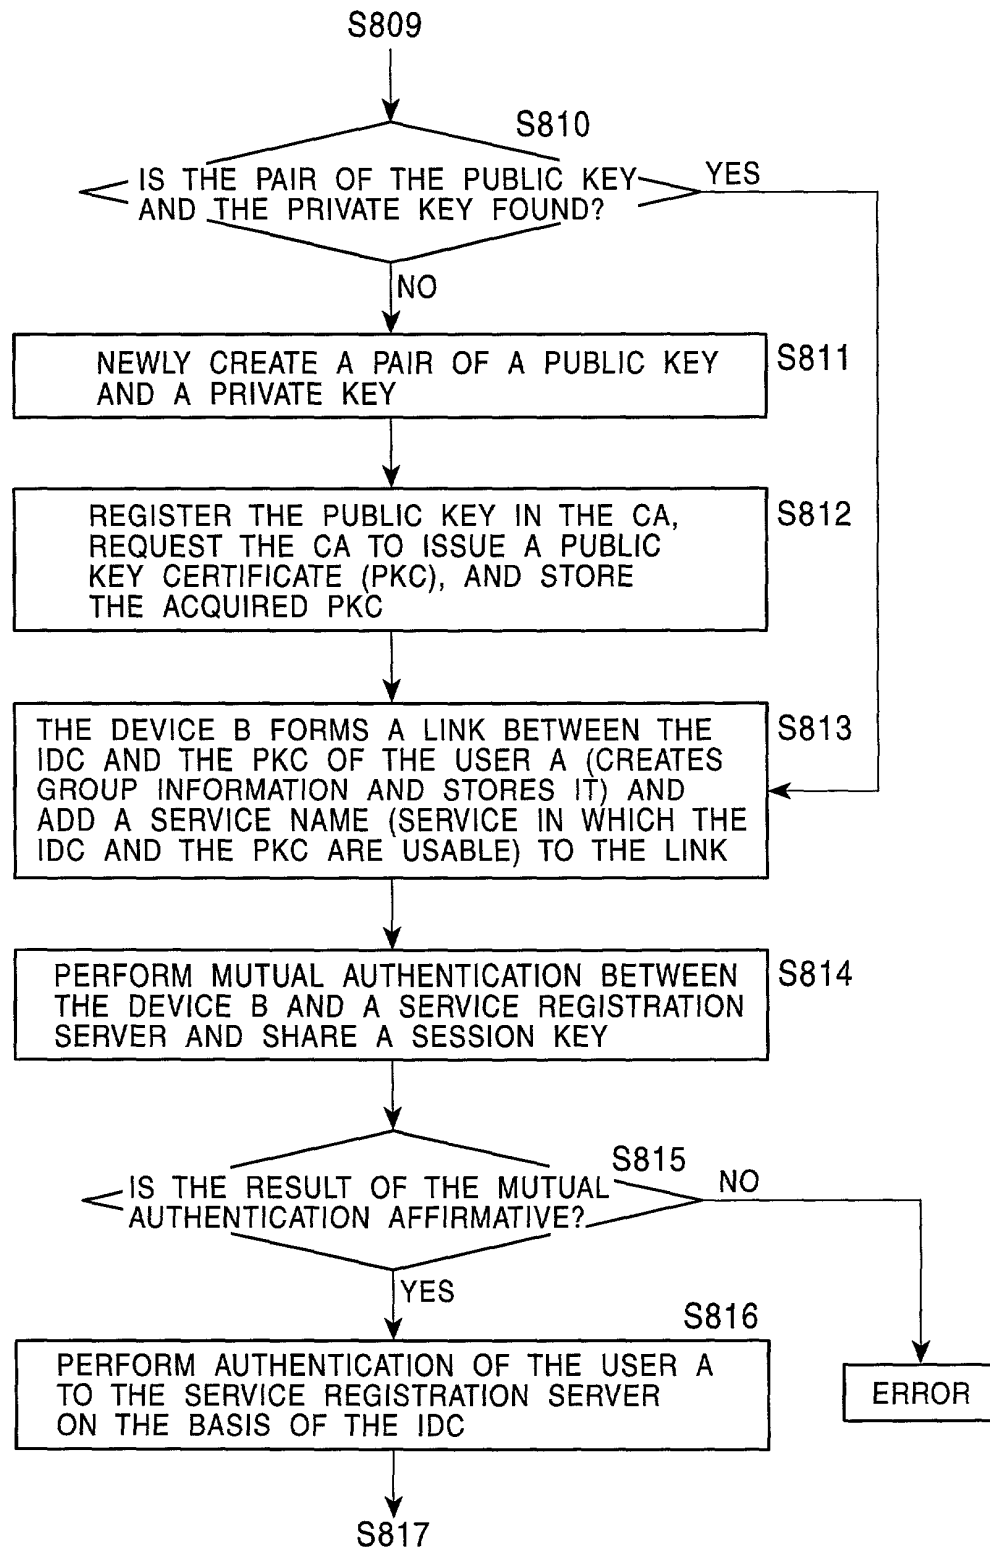 S809
S810
IS THE PAIR OF THE PUBLIC KEY
AND THE PRIVATE KEY FOUND?
YES
NO
NEWLY CREATE A PAIR OF A PUBLIC KEY
AND A PRIVATE KEY
S811
REGISTER THE PUBLIC KEY IN THE CA,
REQUEST THE CA TO ISSUE A PUBLIC
KEY CERTIFICATE (PKC), AND STORE
THE ACQUIRED PKC
S812
THE DEVICE B FORMS A LINK BETWEEN THE
IDC AND THE PKC OF THE USER A (CREATES
GROUP INFORMATION AND STORES IT) AND
ADD A SERVICE NAME (SERVICE IN WHICH THE
IDC AND THE PKC ARE USABLE) TO THE LINK
S813
PERFORM MUTUAL AUTHENTICATION BETWEEN
THE DEVICE B AND A SERVICE REGISTRATION
SERVER AND SHARE A SESSION KEY
S814
S815
IS THE RESULT OF THE MUTUAL
AUTHENTICATION AFFIRMATIVE?
NO
YES
S816
PERFORM AUTHENTICATION OF THE USER A
TO THE SERVICE REGISTRATION SERVER
ON THE BASIS OF THE IDC
ERROR
S817